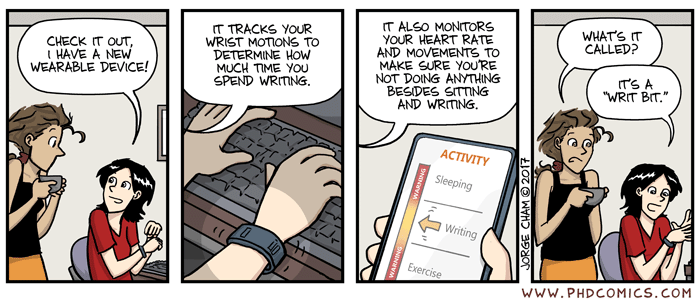 CHECK IT OUT,
I HAVE A NEW
WEARABLE DEVICE!
IT TRACKS YOUR
WRIST MOTIONS TO
DETERMINE HOW
MUCH TIME YOU
SPEND WRITING.
IT ALSO MONITORS
YOUR HEART RATE
AND MOVEMENTS TO
MAKE SURE YOU'RE
NOT DOING ANYTHING
BESIDES SITTING
AND WRITING.
ACTIVITY
WARNING
Sleeping
Writing
WARNING
Exercise
JORGE CHAM © 2017
WHAT'S IT
CALLED?
IT'S A
"WRIT BIT."
WWW.PHDCOMICS.COM